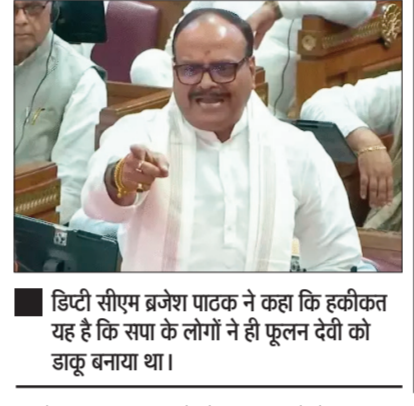 डिप्टी सीएम ब्रजेश पाठक ने कहा कि हकीकत
यह है कि सपा के लोगों ने ही फूलन देवी को
डाकू बनाया था।